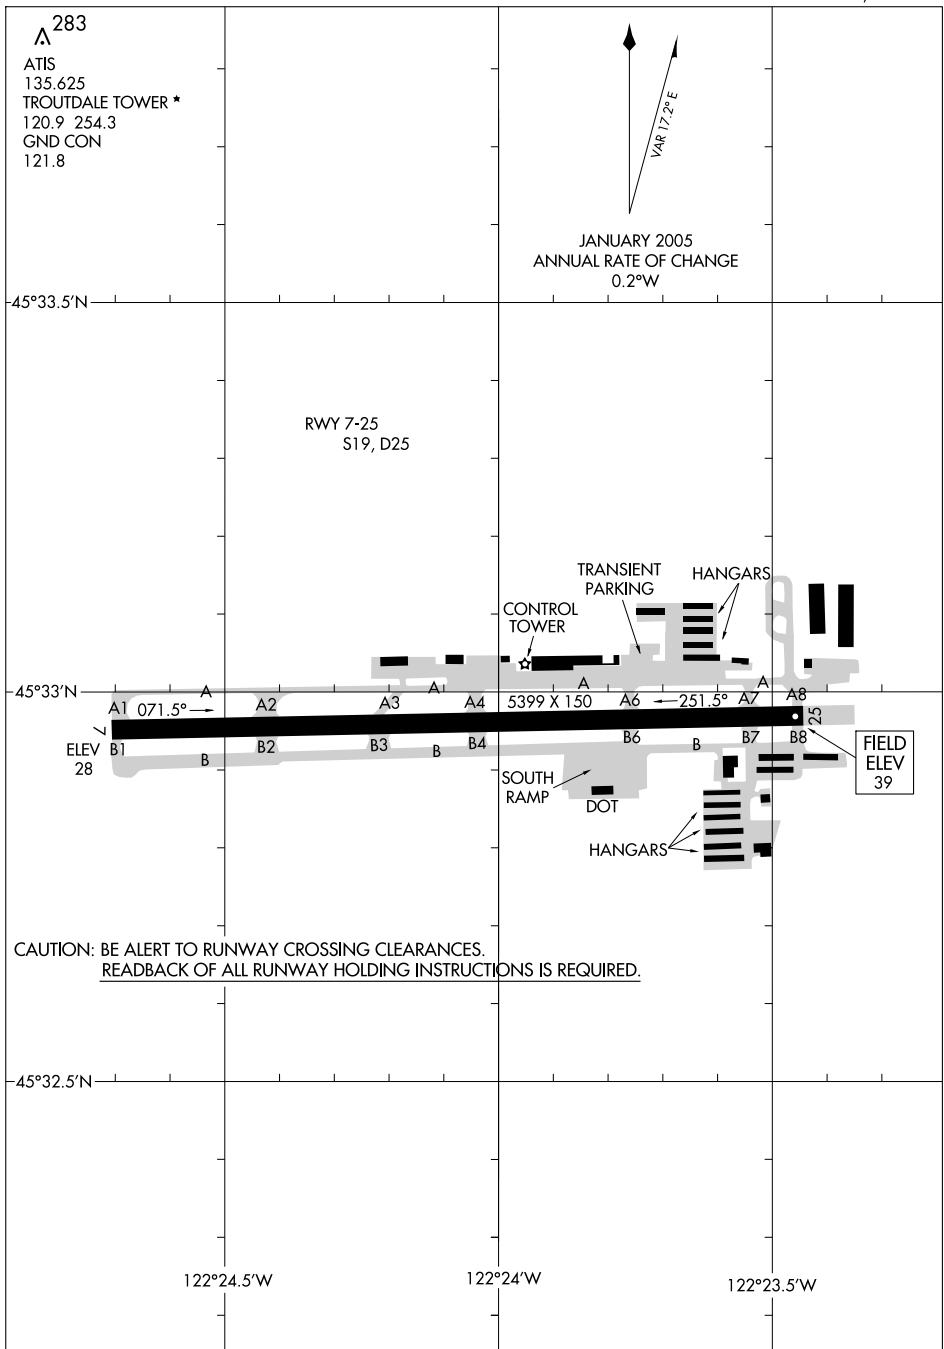 283
ATIS
135.625
TROUTDALE TOWER *
120.9 254.3
GND CON
121.8
VAR 17.2° E
JANUARY 2005
ANNUAL RATE OF CHANGE
0.2°W
45°33.5'N
RWY 7-25
S19, D25
TRANSIENT
PARKING
HANGARS
CONTROL
TOWER
45°33'N
A
A
A
A
A1
071.5°
A2
A3
A4
5399 X 150
A6
251.5°
A7
A8
7
25
ELEV
28
B1
B
B2
B3
B
B4
B6
B
B7
B8
FIELD
ELEV
39
SOUTH
RAMP
DOT
HANGARS
CAUTION: BE ALERT TO RUNWAY CROSSING CLEARANCES.
READBACK OF ALL RUNWAY HOLDING INSTRUCTIONS IS REQUIRED.
45°32.5'N
122°24.5'W
122°24'W
122°23.5'W